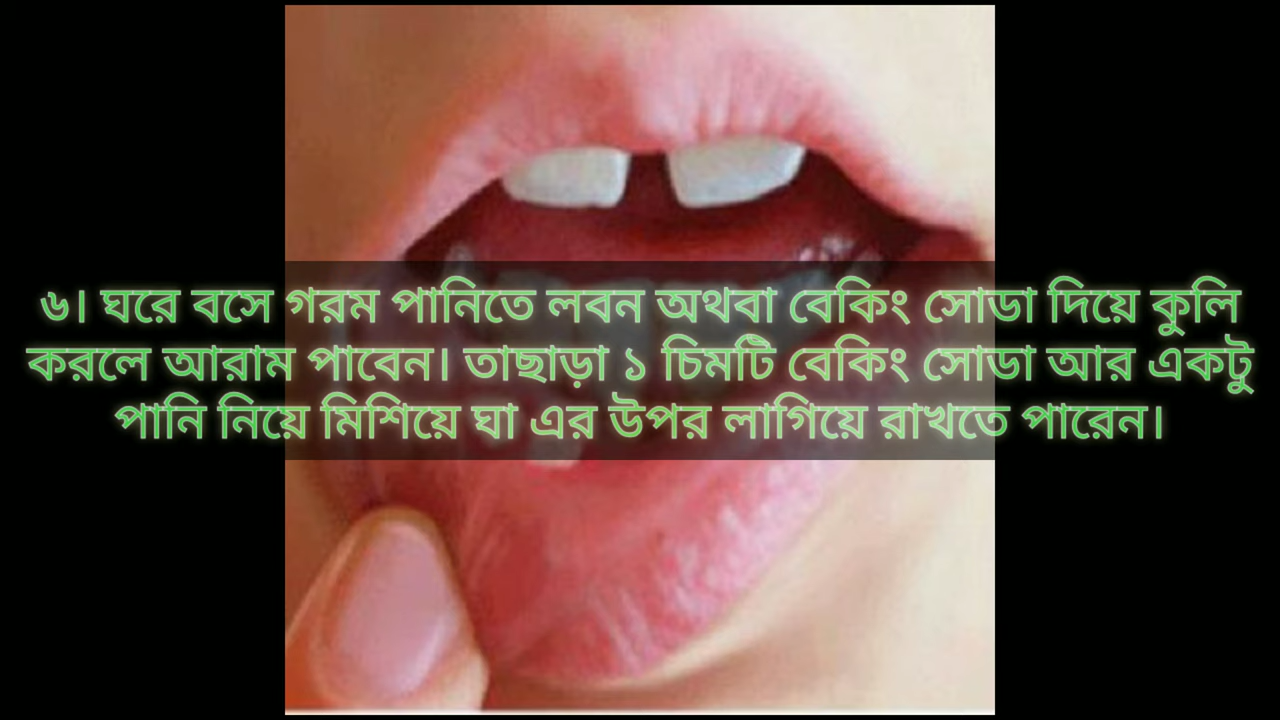 ৬। ঘরে বসে গরম পানিতে লবন অথবা বেকিং সোডা দিয়ে কুলি
করলে আরাম পাবেন। তাছাড়া ১ চিমটি বেকিং সোডা আর একটু
পানি নিয়ে মিশিয়ে ঘা এর উপর লাগিয়ে রাখতে পারেন।